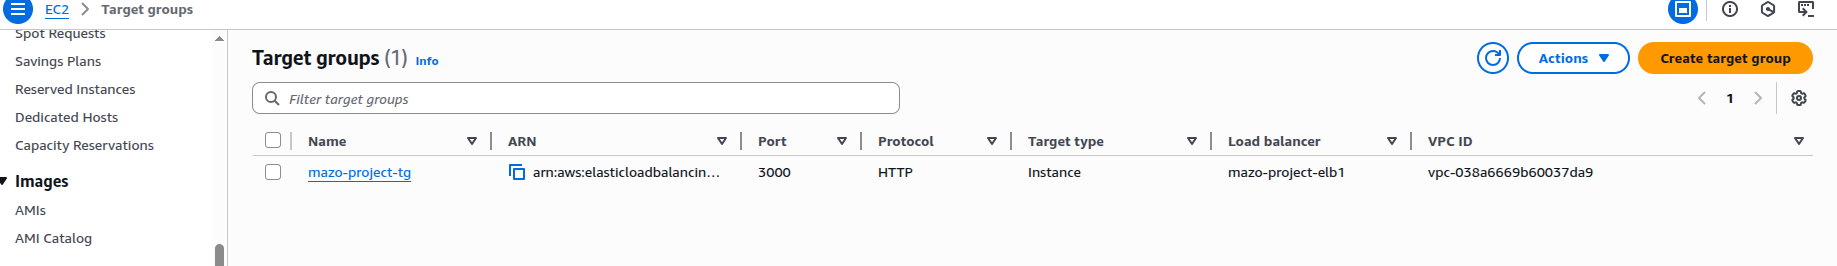 EC2 > Target groups
Spot Requests
Savings Plans
Reserved Instances
Dedicated Hosts
Capacity Reservations
Images
AMIs
AMI Catalog
Target groups (1) Info
Actions
Create target group
Filter target groups
1
Name ARN Port Protocol Target type Load balancer VPC ID
mazo-project-tg arn:aws:elasticloadbalancin... 3000 HTTP Instance mazo-project-elb1 vpc-038a6669b60037da9